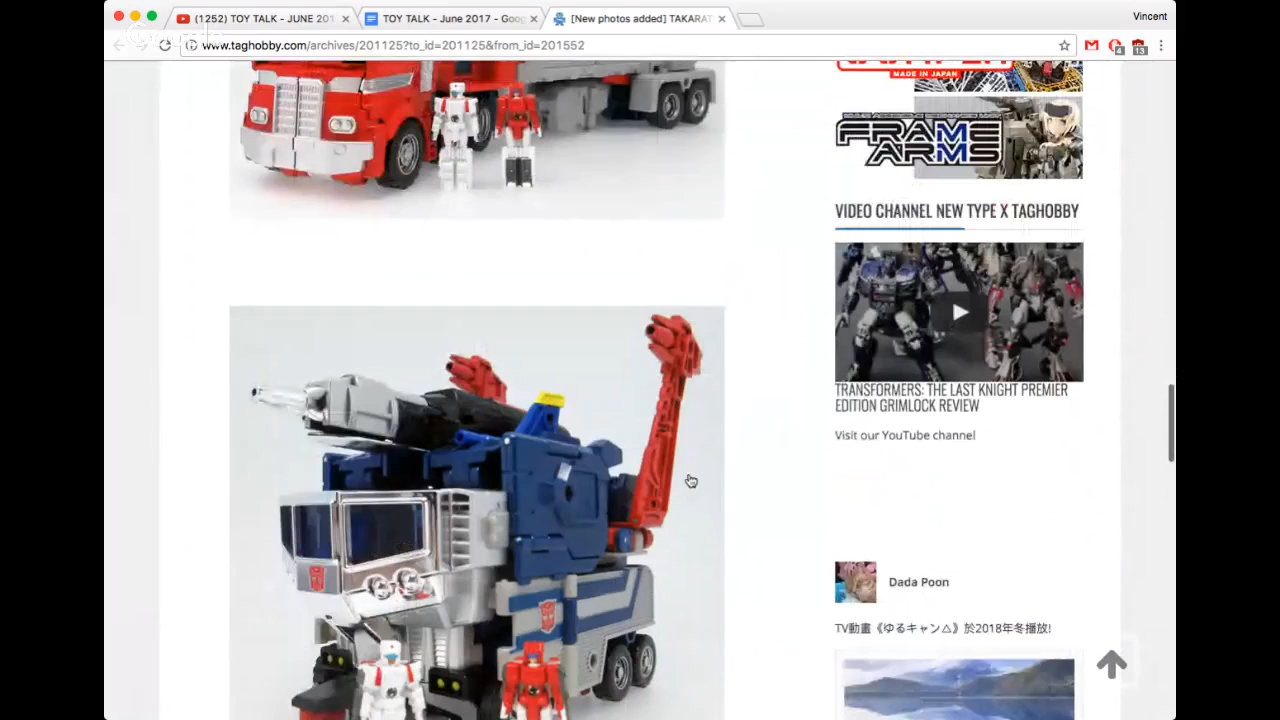 Vincent
(1252) TOY TALK - JUNE 201
TOY TALK - June 2017 - Goog
[New photos added] TAKARAT
www.taghobby.com/archives/201125?to_id=201125&from_id=201552
4
13
MADE IN JAPAN
FRAME
ARMS
VIDEO CHANNEL NEW TYPE X TAGHOBBY
TRANSFORMERS: THE LAST KNIGHT PREMIER
EDITION GRIMLOCK REVIEW
Visit our YouTube channel
Dada Poon
TV動畫《ゆるキャン△》於2018年冬播放!